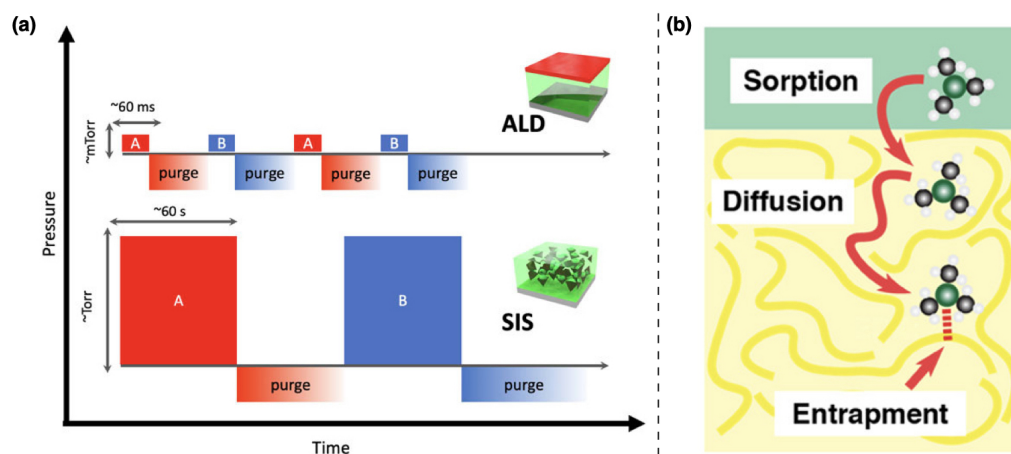 (a)
Pressure
~mTorr
~60 ms
A
B
A
B
purge
purge
purge
purge
ALD
~Torr
~60 s
A
B
purge
purge
SIS
Time
(b)
Sorption
Diffusion
Entrapment